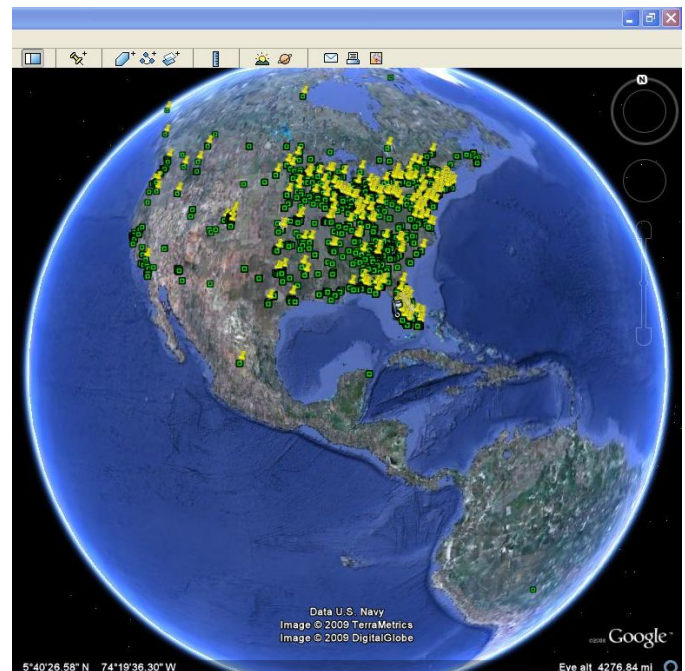 N
Data U.S. Navy
Image © 2009 TerraMetrics
Image © 2009 DigitalGlobe
Google™
5°40'26.58" N 74°19'36.30" W
Eye alt 4276.84 mi